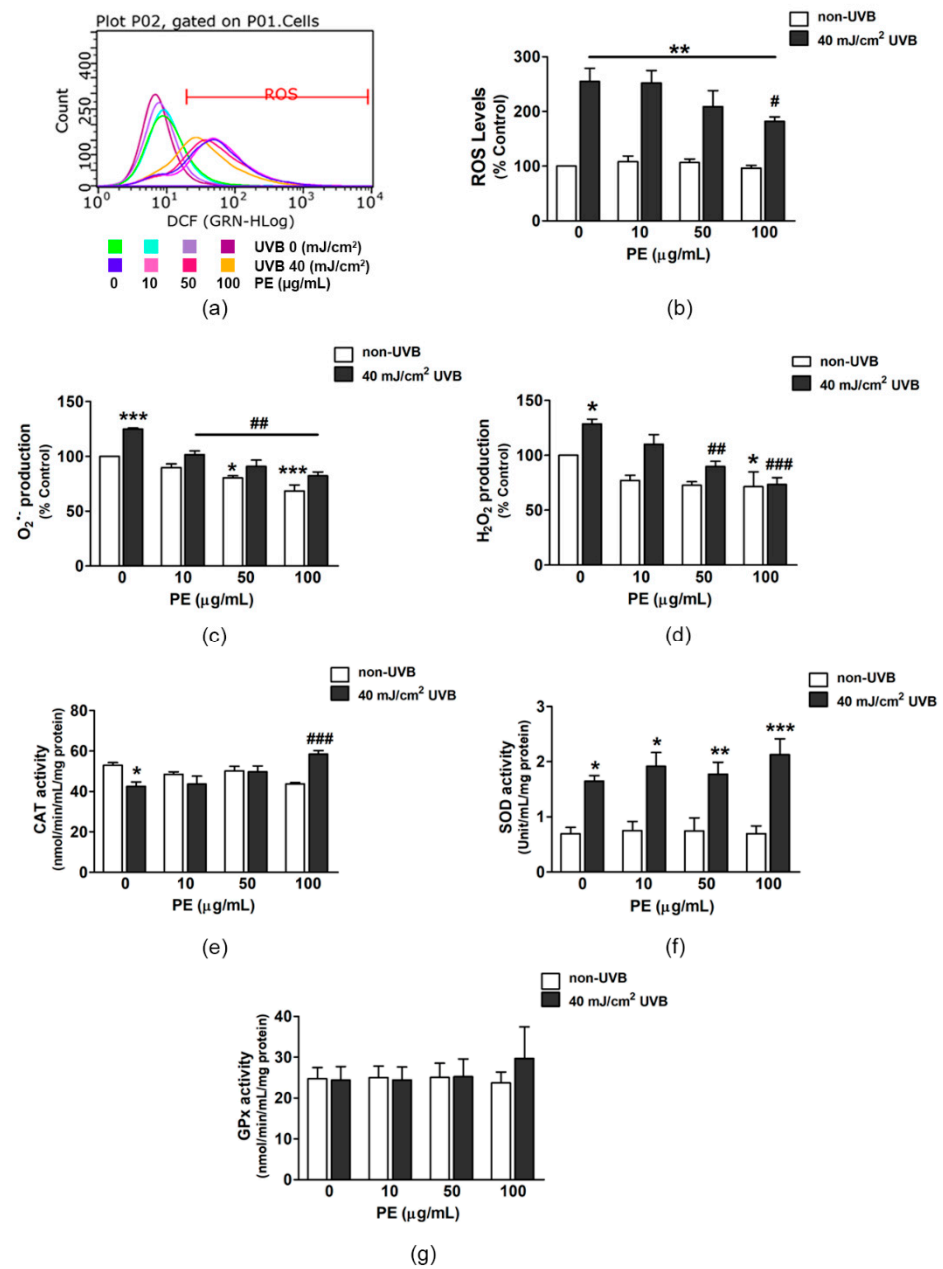 Plot P02, gated on P01.Cells
Count
400
300
250
150
100
0
ROS
10⁰ 10¹ 10² 10³ 10⁴
DCF (GRN-HLog)
UVB 0 (mJ/cm²)
UVB 40 (mJ/cm²)
0 10 50 100 PE (µg/mL)
(a)
non-UVB
40 mJ/cm² UVB
ROS Levels
(% Control)
300
200
100
0
**
#
0 10 50 100
PE (µg/mL)
(b)
non-UVB
40 mJ/cm² UVB
O₂•- production
(% Control)
150
100
50
0
***
##
*
***
0 10 50 100
PE (µg/mL)
(c)
non-UVB
40 mJ/cm² UVB
H₂O₂ production
(% Control)
150
100
50
0
*
##
*
###
0 10 50 100
PE (µg/mL)
(d)
non-UVB
40 mJ/cm² UVB
CAT activity
(nmol/min/mL/mg protein)
80
60
40
20
0
*
###
0 10 50 100
PE (µg/mL)
(e)
non-UVB
40 mJ/cm² UVB
SOD activity
(Unit/mL/mg protein)
3
2
1
0
*
*
**
***
0 10 50 100
PE (µg/mL)
(f)
non-UVB
40 mJ/cm² UVB
GPx activity
(nmol/min/mL/mg protein)
40
30
20
10
0
0 10 50 100
PE (µg/mL)
(g)